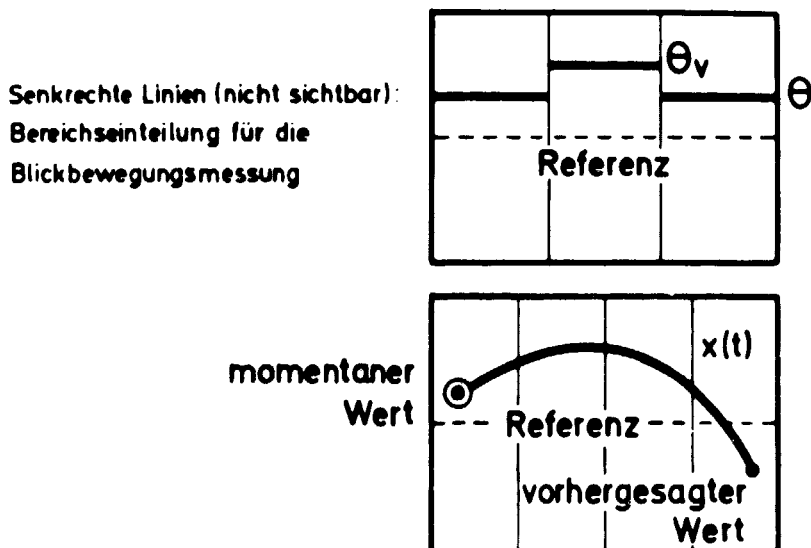 Senkrechte Linien (nicht sichtbar):
Bereichseinteilung für die
Blickbewegungsmessung
Θv
Θ
Referenz
momentaner
Wert
x(t)
Referenz
vorhergesagter
Wert